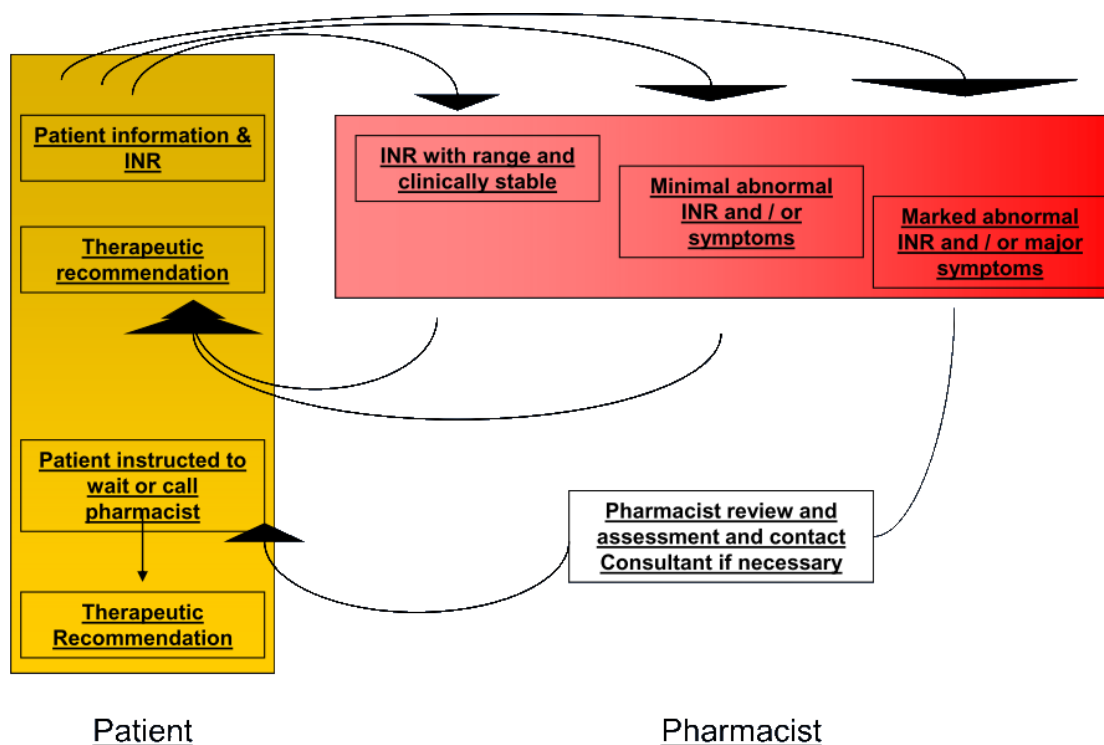 Patient information &
INR
Therapeutic
recommendation
Patient instructed to
wait or call
pharmacist
Therapeutic
Recommendation
INR with range and
clinically stable
Minimal abnormal
INR and / or
symptoms
Marked abnormal
INR and / or major
symptoms
Pharmacist review and
assessment and contact
Consultant if necessary
Patient
Pharmacist